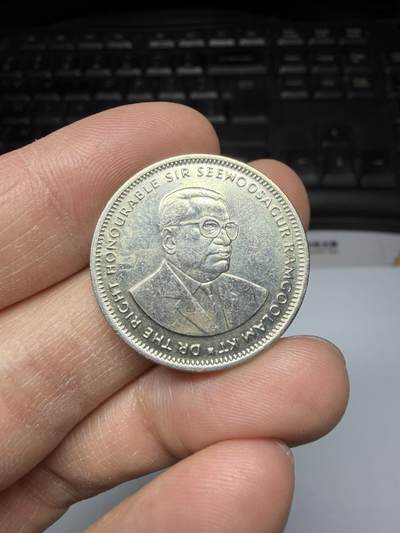 DR THE RIGHT HONOURABLE SIR SEEWOOSAGUR RAMGOOLAM KT